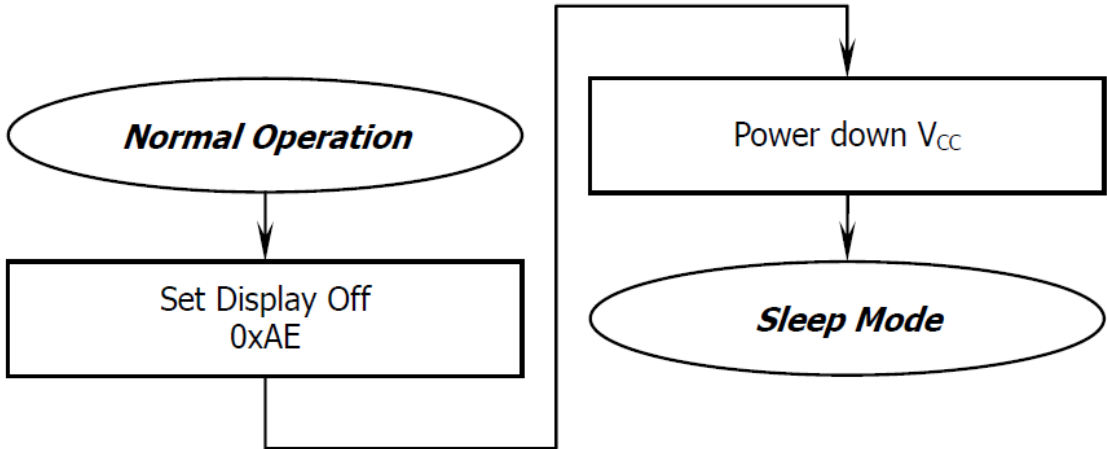 Normal Operation
Set Display Off
0xAE
Power down VCC
Sleep Mode